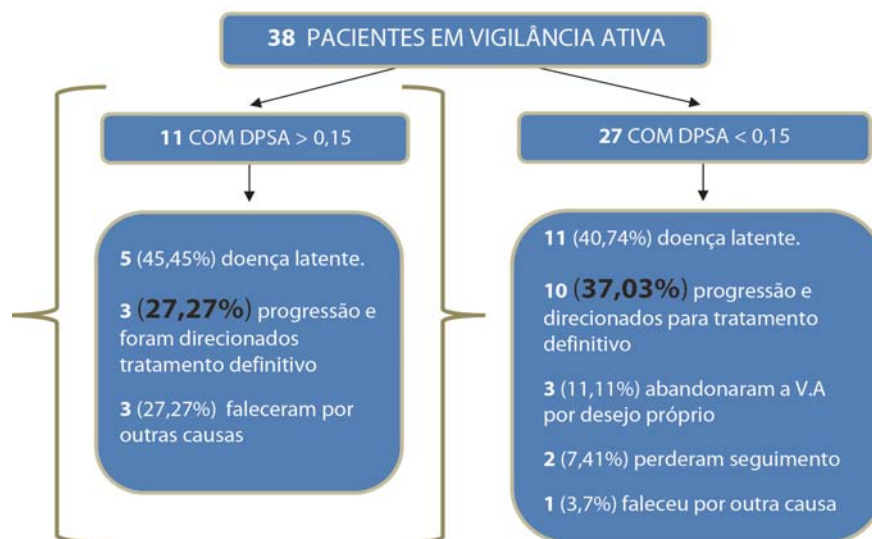 38 PACIENTES EM VIGILÂNCIA ATIVA
11 COM DPSA > 0,15
5 (45,45%) doença latente.
3 (27,27%) progressão e
foram direcionados
tratamento definitivo
3 (27,27%) faleceram por
outras causas
27 COM DPSA < 0,15
11 (40,74%) doença latente.
10 (37,03%) progressão e
direcionados para tratamento
definitivo
3 (11,11%) abandonaram a V.A
por desejo próprio
2 (7,41%) perderam seguimento
1 (3,7%) faleceu por outra causa